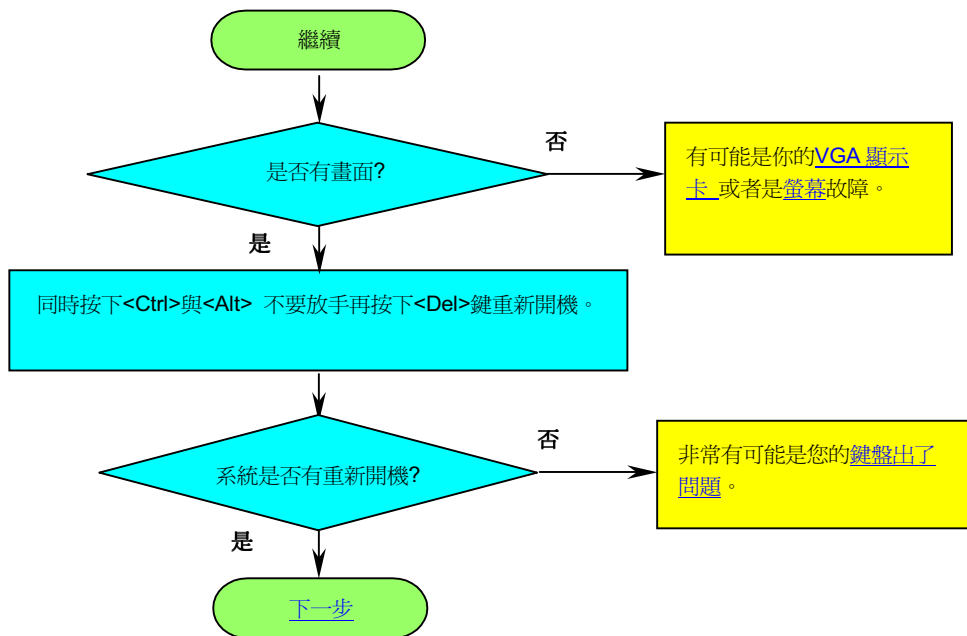 繼續
是否有畫面?
否
有可能是你的VGA 顯示
卡 或者是螢幕故障。
是
同時按下<Ctrl>與<Alt> 不要放手再按下<Del>鍵重新開機。
系統是否有重新開機?
否
非常有可能是您的鍵盤出了
問題。
是
下一步